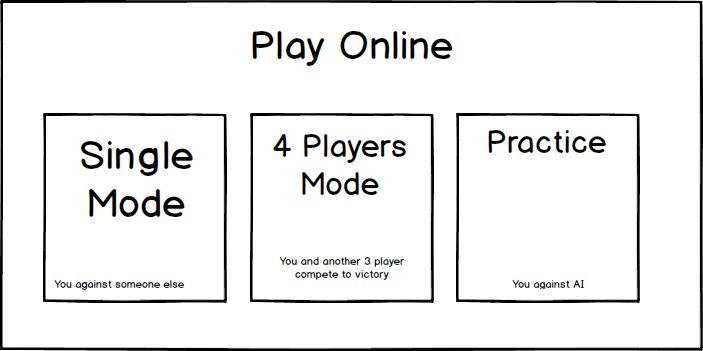 Play Online
Single
Mode
You against someone else
4 Players
Mode
You and another 3 player
compete to victory
Practice
You against AI